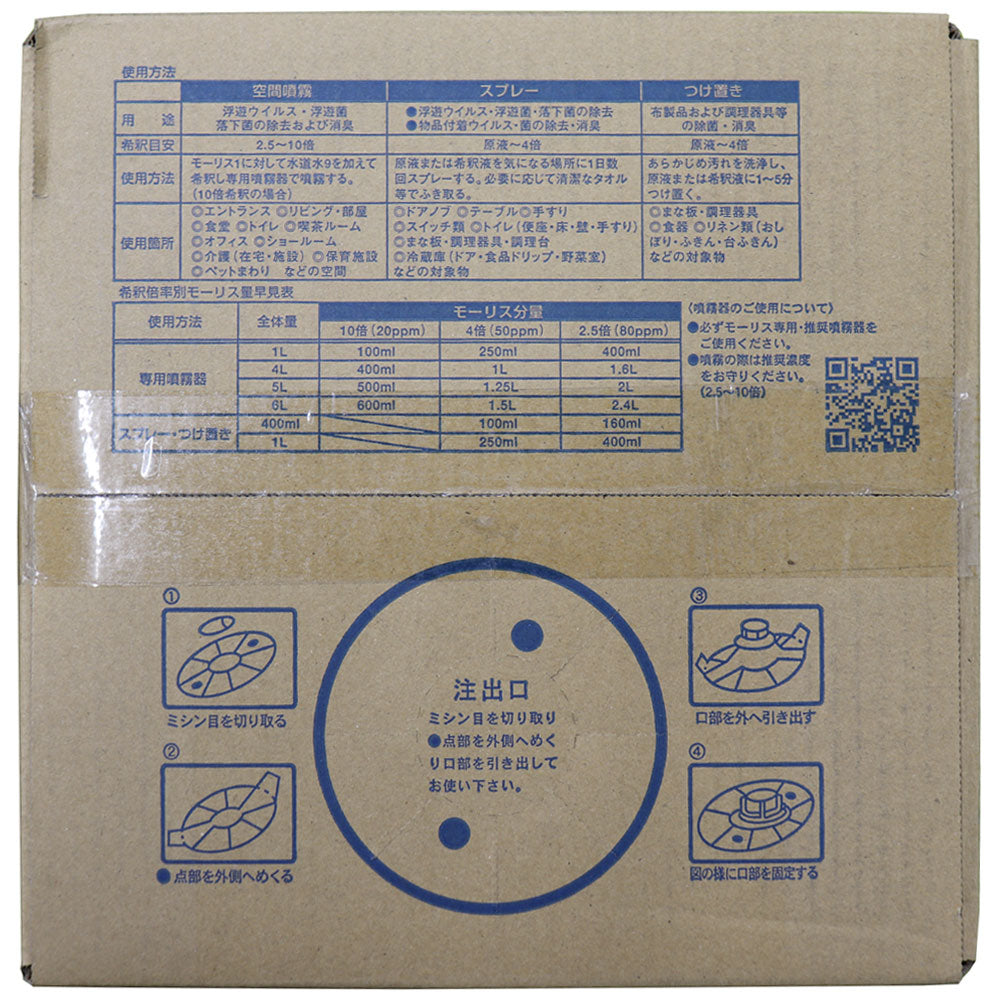 使用方法
空間噴霧 スプレー つけ置き
用途 浮遊ウイルス・浮遊菌 ●浮遊ウイルス・浮遊菌・落下菌の除去 布製品および調理器具等
落下菌の除去および消臭 ●物品付着ウイルス・菌の除去・消臭 の除菌・消臭
希釈目安 2.5〜10倍 原液〜4倍 原液〜4倍
使用方法 モーリス1に対して水道水9を加えて 原液または希釈液を気になる場所に1日数 あらかじめ汚れを洗浄し、
希釈し専用噴霧器で噴霧する。 回スプレーする。必要に応じて清潔なタオル 原液または希釈液に1〜5分
(10倍希釈の場合) 等でふき取る。 つけ置く。
使用箇所 ◎エントランス ◎リビング・部屋 ◎ドアノブ ◎テーブル ◎手すり ◎まな板・調理器具
◎食堂 ◎トイレ ◎喫茶ルーム ◎スイッチ類 ◎トイレ(便座・床・壁・手すり) ◎食器 ◎リネン類(おし
◎オフィス ◎ショールーム ◎まな板・調理器具・調理台 ぼり・ふきん・台ふきん)
◎介護(在宅・施設) ◎保育施設 ◎冷蔵庫(ドア・食品ドリップ・野菜室) などの対象物
◎ペットまわり などの空間 などの対象物
希釈倍率別モーリス量早見表
使用方法 全体量 モーリス分量
10倍(20ppm) 4倍(50ppm) 2.5倍(80ppm)
専用噴霧器 1L 100ml 250ml 400ml
4L 400ml 1L 1.6L
5L 500ml 1.25L 2L
6L 600ml 1.5L 2.4L
スプレー・つけ置き 400ml 100ml 160ml
1L 250ml 400ml
〈噴霧器のご使用について〉
●必ずモーリス専用・推奨噴霧器を
ご使用ください。
●噴霧の際は推奨濃度
をお守りください。
(2.5〜10倍)
①
ミシン目を切り取る
②
●点部を外側へめくる
注出口
ミシン目を切り取り
●点部を外側へめく
り口部を引き出して
お使い下さい。
③
口部を外へ引き出す
④
図の様に口部を固定する